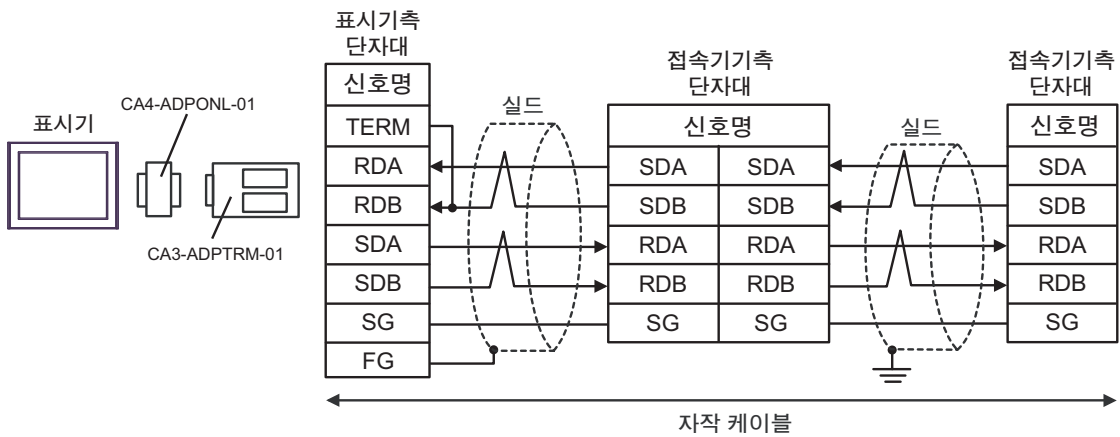 표시기
CA4-ADPONL-01
CA3-ADPTRM-01
표시기측
단자대
신호명
TERM
RDA
RDB
SDA
SDB
SG
FG
실드
접속기기측
단자대
신호명
SDA SDA
SDB SDB
RDA RDA
RDB RDB
SG SG
실드
접속기기측
단자대
신호명
SDA
SDB
RDA
RDB
SG
자작 케이블